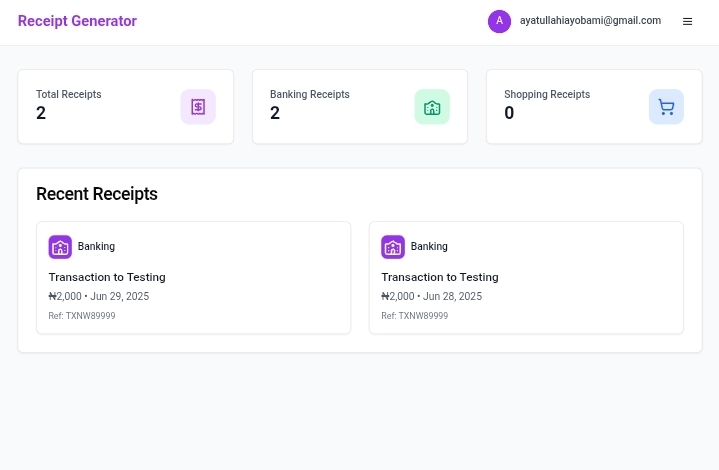 Receipt Generator
A ayatullahiayobami@gmail.com
Total Receipts
2
Banking Receipts
2
Shopping Receipts
0
Recent Receipts
Banking
Transaction to Testing
₦2,000 • Jun 29, 2025
Ref: TXNW89999
Banking
Transaction to Testing
₦2,000 • Jun 28, 2025
Ref: TXNW89999